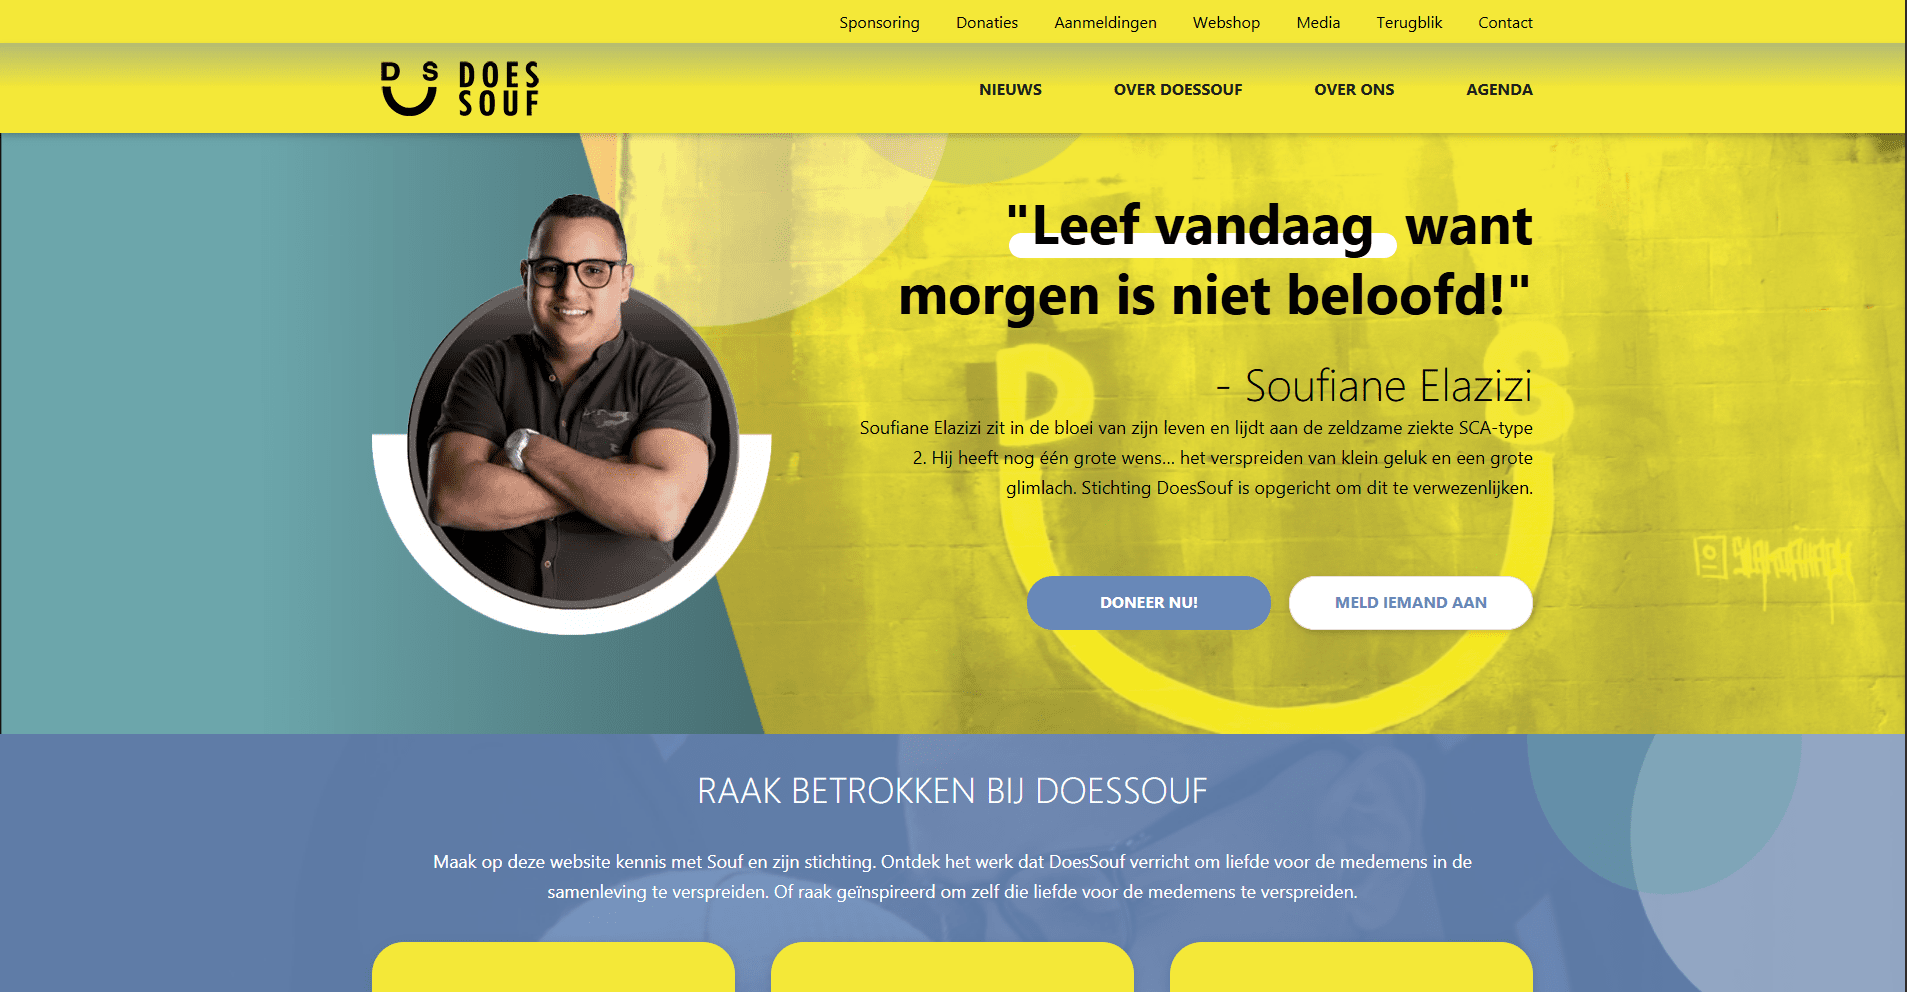 Sponsoring Donaties Aanmeldingen Webshop Media Terugblik Contact
D S DOES
SOUF
NIEUWS OVER DOESSOUF OVER ONS AGENDA
"Leef vandaag want
morgen is niet beloofd!"
D S
- Soufiane Elazizi
Soufiane Elazizi zit in de bloei van zijn leven en lijdt aan de zeldzame ziekte SCA-type
2. Hij heeft nog één grote wens... het verspreiden van klein geluk en een grote
glimlach. Stichting DoesSouf is opgericht om dit te verwezenlijken.
DONEER NU! MELD IEMAND AAN
RAAK BETROKKEN BIJ DOESSOUF
Maak op deze website kennis met Souf en zijn stichting. Ontdek het werk dat DoesSouf verricht om liefde voor de medemens in de
samenleving te verspreiden. Of raak geïnspireerd om zelf die liefde voor de medemens te verspreiden.